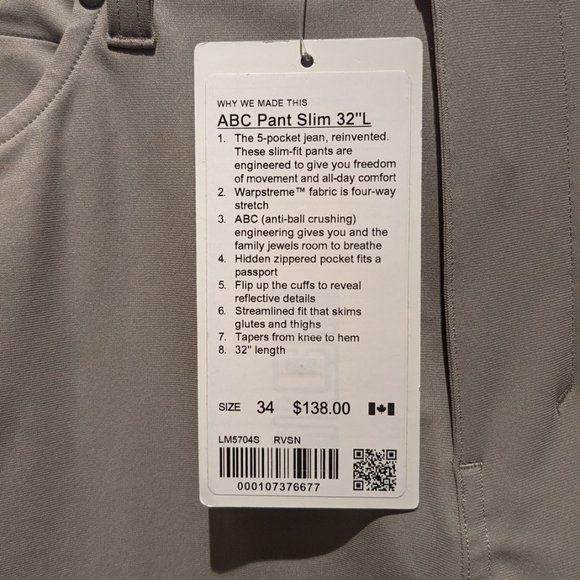 WHY WE MADE THIS
ABC Pant Slim 32"L
1. The 5-pocket jean, reinvented.
These slim-fit pants are
engineered to give you freedom
of movement and all-day comfort
2. Warpstreme™ fabric is four-way
stretch
3. ABC (anti-ball crushing)
engineering gives you and the
family jewels room to breathe
4. Hidden zippered pocket fits a
passport
5. Flip up the cuffs to reveal
reflective details
6. Streamlined fit that skims
glutes and thighs
7. Tapers from knee to hem
8. 32" length
SIZE 34 $138.00
LM5704S RVSN
000107376677